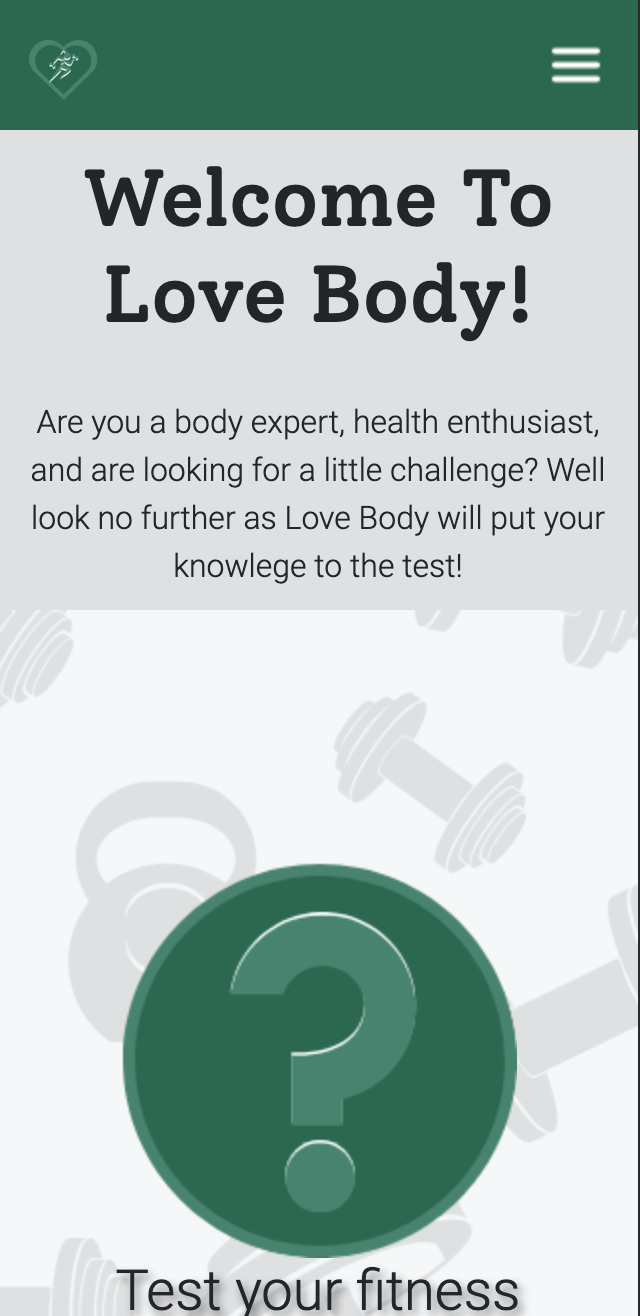 Welcome To
Love Body!
Are you a body expert, health enthusiast,
and are looking for a little challenge? Well
look no further as Love Body will put your
knowlege to the test!
?
Test your fitness